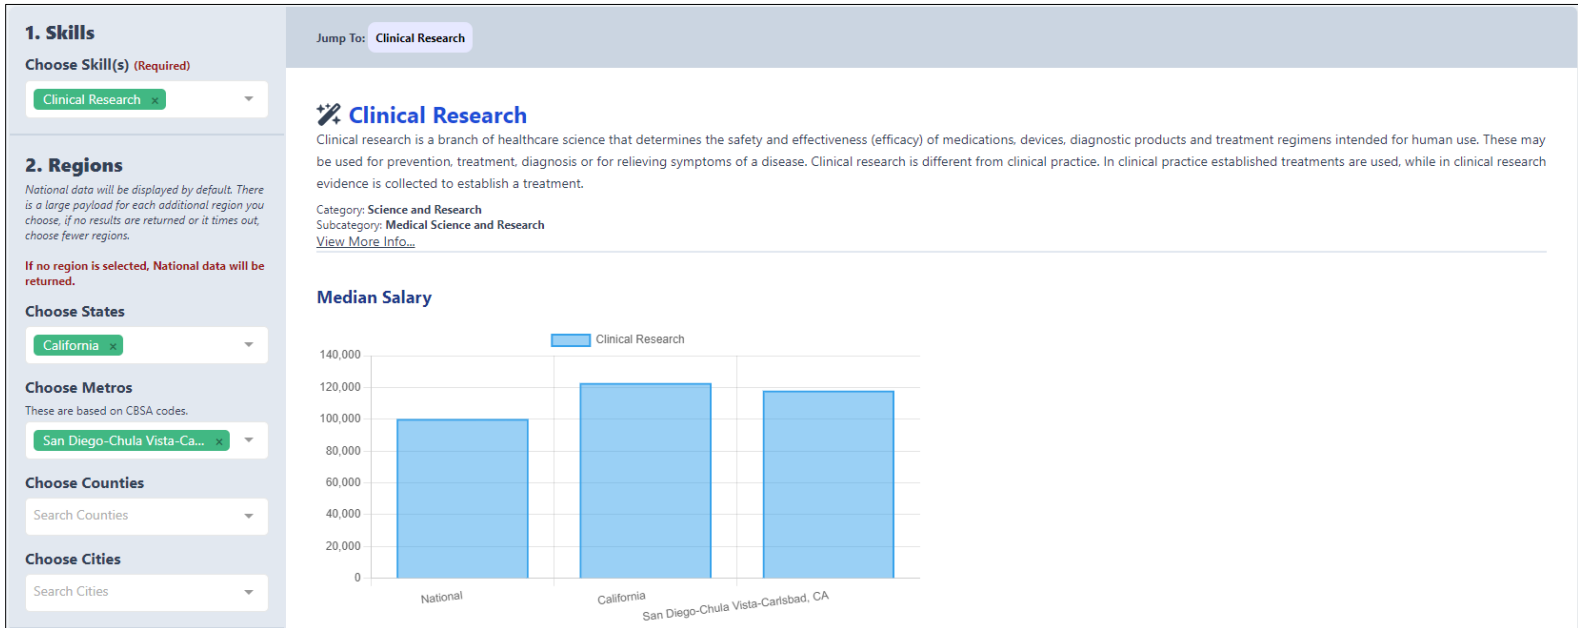 1. Skills
Choose Skill(s) (Required)
Clinical Research ×
2. Regions
National data will be displayed by default. There
is a large payload for each additional region you
choose, if no results are returned or it times out,
choose fewer regions.
If no region is selected, National data will be
returned.
Choose States
California ×
Choose Metros
These are based on CBSA codes.
San Diego-Chula Vista-Ca... ×
Choose Counties
Search Counties
Choose Cities
Search Cities
Jump To: Clinical Research
Clinical Research
Clinical research is a branch of healthcare science that determines the safety and effectiveness (efficacy) of medications, devices, diagnostic products and treatment regimens intended for human use. These may
be used for prevention, treatment, diagnosis or for relieving symptoms of a disease. Clinical research is different from clinical practice. In clinical practice established treatments are used, while in clinical research
evidence is collected to establish a treatment.
Category: Science and Research
Subcategory: Medical Science and Research
View More Info...
Median Salary
Clinical Research
140,000
120,000
100,000
80,000
60,000
40,000
20,000
0
National
California
San Diego-Chula Vista-Carlsbad, CA